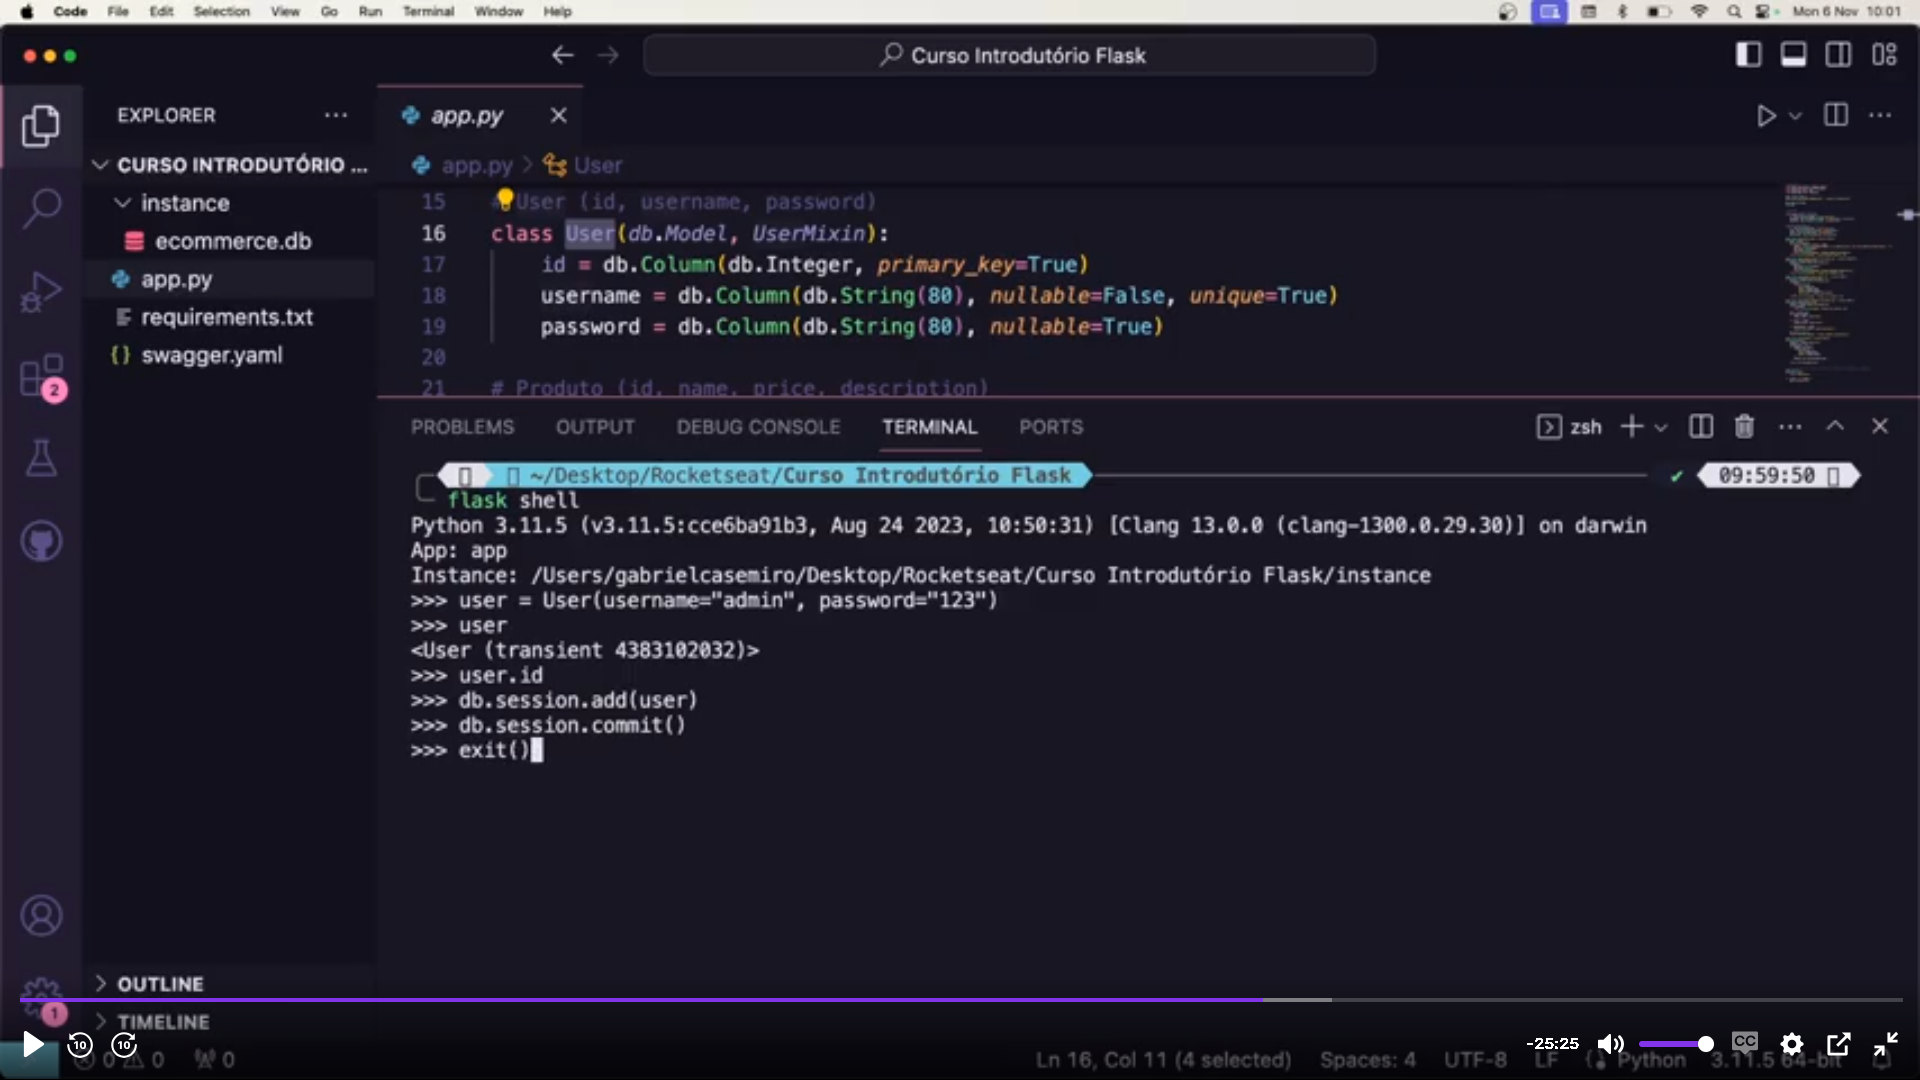 Code File Edit Selection View Go Run Terminal Window Help Mon 6 Nov 10:01
Curso Introdutório Flask
EXPLORER
CURSO INTRODUTÓRIO ...
instance
ecommerce.db
app.py
requirements.txt
swagger.yaml
2
app.py
app.py > User
15 # User (id, username, password)
16 class User(db.Model, UserMixin):
17 id = db.Column(db.Integer, primary_key=True)
18 username = db.Column(db.String(80), nullable=False, unique=True)
19 password = db.Column(db.String(80), nullable=True)
20
21 # Produto (id, name, price, description)
PROBLEMS OUTPUT DEBUG CONSOLE TERMINAL PORTS zsh
~/Desktop/Rocketseat/Curso Introdutório Flask 09:59:50
flask shell
Python 3.11.5 (v3.11.5:cce6ba91b3, Aug 24 2023, 10:50:31) [Clang 13.0.0 (clang-1300.0.29.30)] on darwin
App: app
Instance: /Users/gabrielcasemiro/Desktop/Rocketseat/Curso Introdutório Flask/instance
>>> user = User(username="admin", password="123")
>>> user
<User (transient 4383102032)>
>>> user.id
>>> db.session.add(user)
>>> db.session.commit()
>>> exit()
OUTLINE
1
TIMELINE
10 10 -25:25 CC
0 0 0 Ln 16, Col 11 (4 selected) Spaces: 4 UTF-8 LF Python 3.11.5 64-bit